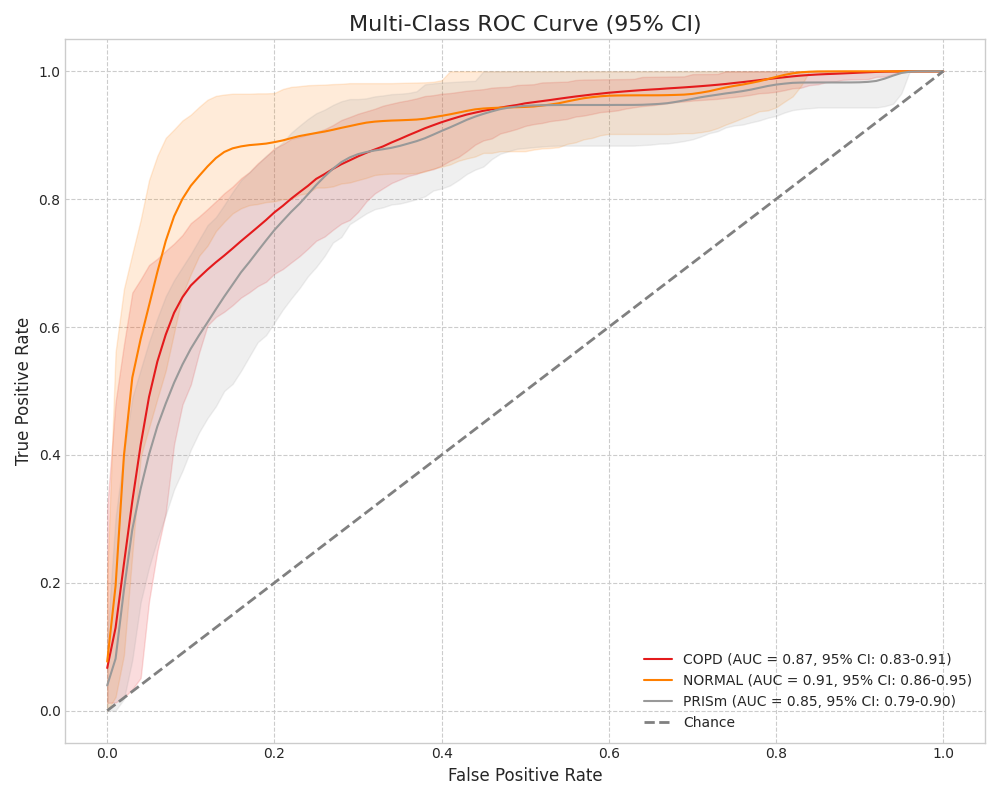 Multi-Class ROC Curve (95% CI)
True Positive Rate
1.0
0.8
0.6
0.4
0.2
0.0
COPD (AUC = 0.87, 95% CI: 0.83-0.91)
NORMAL (AUC = 0.91, 95% CI: 0.86-0.95)
PRISm (AUC = 0.85, 95% CI: 0.79-0.90)
Chance
0.0 0.2 0.4 0.6 0.8 1.0
False Positive Rate